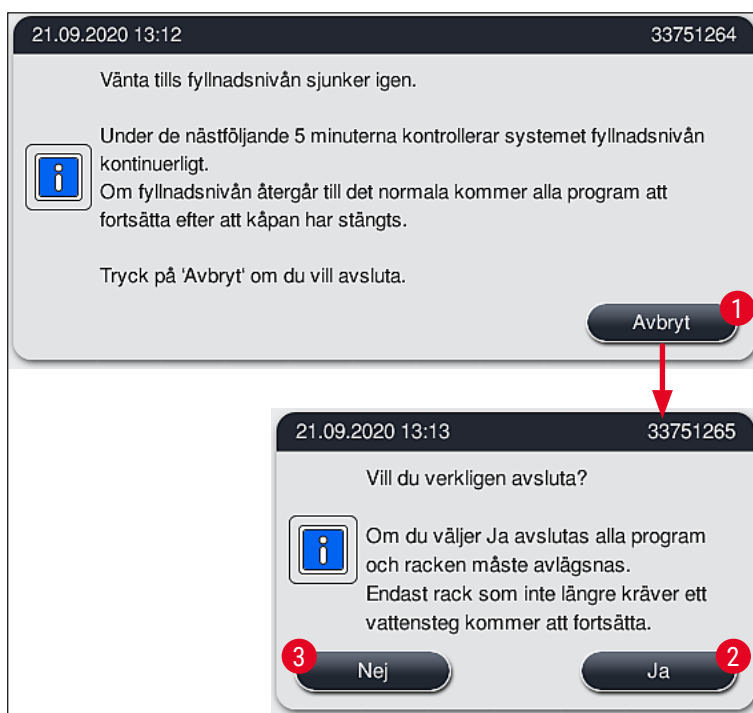 21.09.2020 13:12 33751264
Vänta tills fyllnadsnivån sjunker igen.
Under de nästföljande 5 minuterna kontrollerar systemet fyllnadsnivån
kontinuerligt.
Om fyllnadsnivån återgår till det normala kommer alla program att
fortsätta efter att kåpan har stängts.
Tryck på 'Avbryt' om du vill avsluta.
Avbryt 1
21.09.2020 13:13 33751265
Vill du verkligen avsluta?
Om du väljer Ja avslutas alla program
och racken måste avlägsnas.
Endast rack som inte längre kräver ett
vattensteg kommer att fortsätta.
3 Nej Ja 2